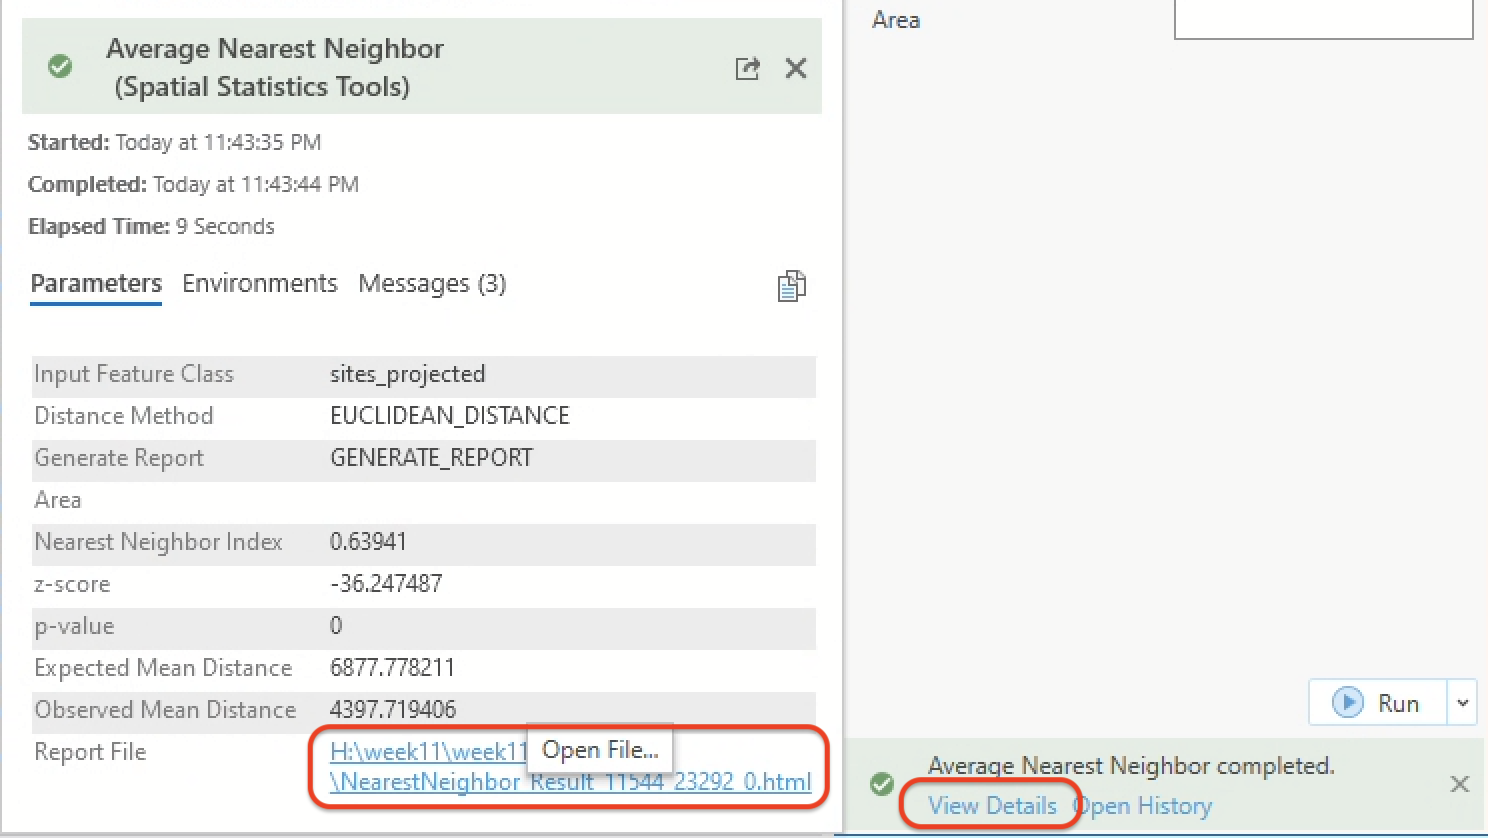 Average Nearest Neighbor
(Spatial Statistics Tools)
Started: Today at 11:43:35 PM
Completed: Today at 11:43:44 PM
Elapsed Time: 9 Seconds
Parameters Environments Messages (3)
Input Feature Class sites_projected
Distance Method EUCLIDEAN_DISTANCE
Generate Report GENERATE_REPORT
Area
Nearest Neighbor Index 0.63941
z-score -36.247487
p-value 0
Expected Mean Distance 6877.778211
Observed Mean Distance 4397.719406
Report File H:\week11\week11
Open File...
\NearestNeighbor_Result_11544_23292_0.html
Area
Run
Average Nearest Neighbor completed.
View Details Open History